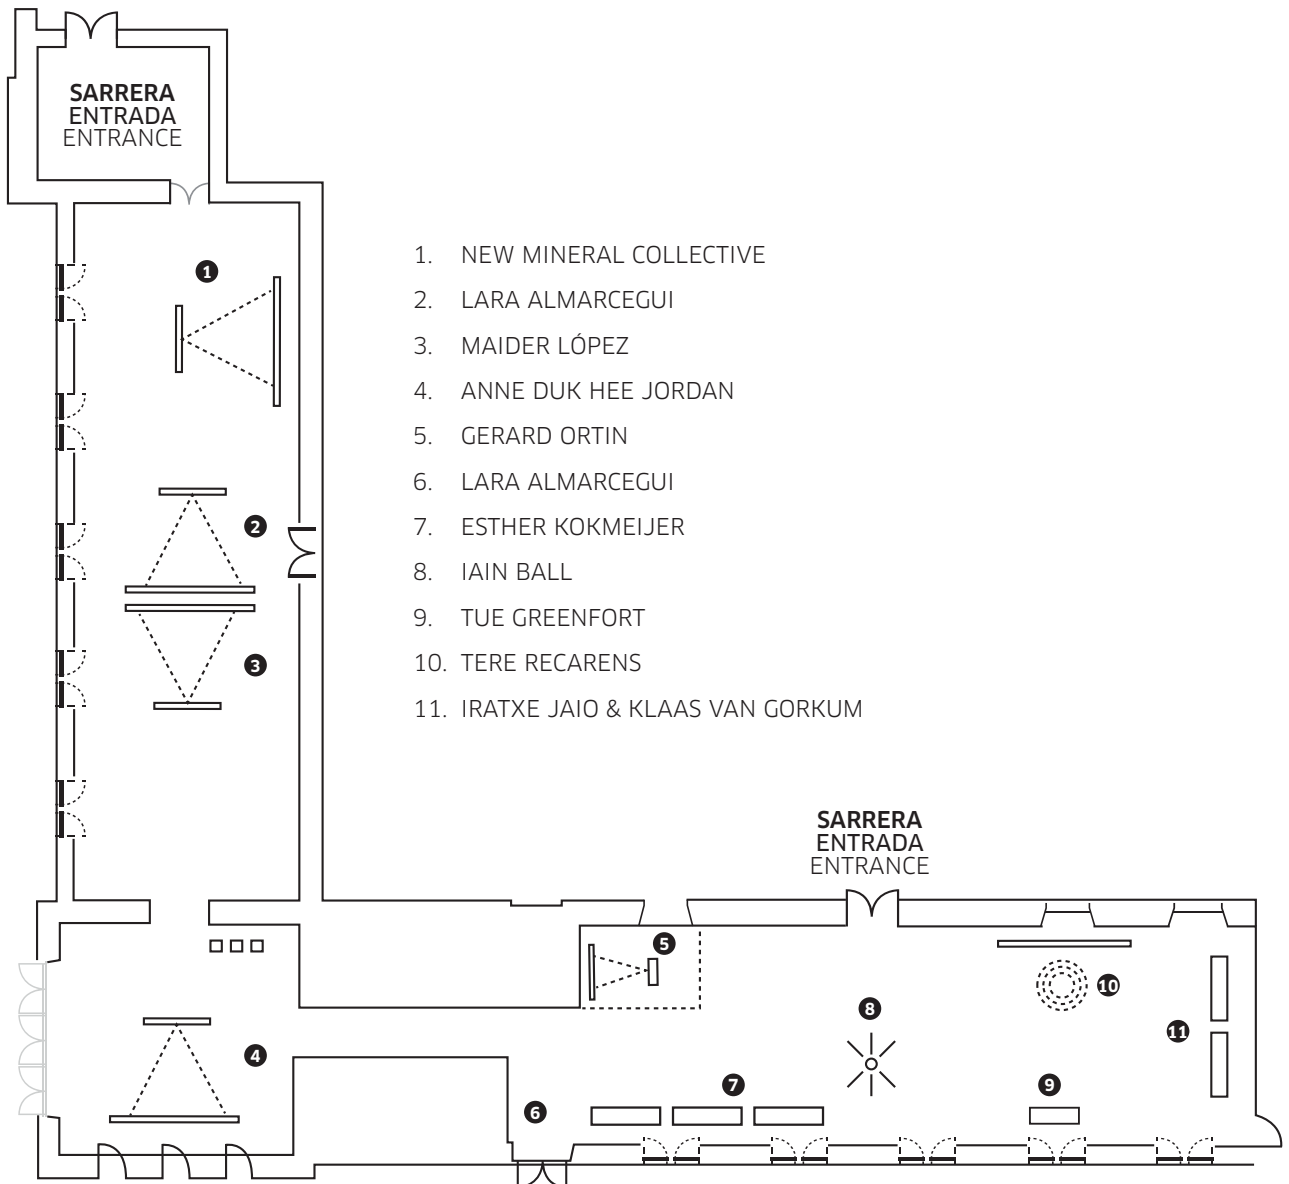 SARRERA
ENTRADA
ENTRANCE
1. NEW MINERAL COLLECTIVE
2. LARA ALMARCEGUI
3. MAIDER LÓPEZ
4. ANNE DUK HEE JORDAN
5. GERARD ORTIN
6. LARA ALMARCEGUI
7. ESTHER KOKMEIJER
8. IAIN BALL
9. TUE GREENFORT
10. TERE RECARENS
11. IRATXE JAIO & KLAAS VAN GORKUM
1
2
3
SARRERA
ENTRADA
ENTRANCE
5
10
8
11
4
7
9
6